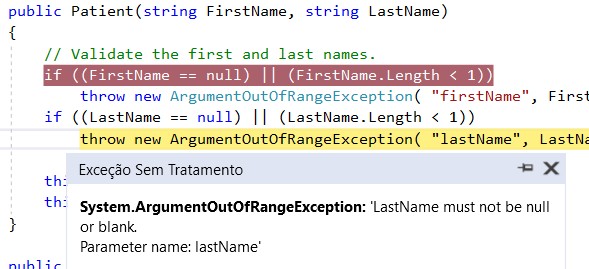 public Patient(string FirstName, string LastName)
{
// Validate the first and last names.
if ((FirstName == null) || (FirstName.Length < 1))
throw new ArgumentOutOfRangeException( "firstName", First
if ((LastName == null) || (LastName.Length < 1))
throw new ArgumentOutOfRangeException( "lastName", LastNa
Exceção Sem Tratamento
thi
System.ArgumentOutOfRangeException: 'LastName must not be null
thi
or blank.
}
Parameter name: lastName'
public